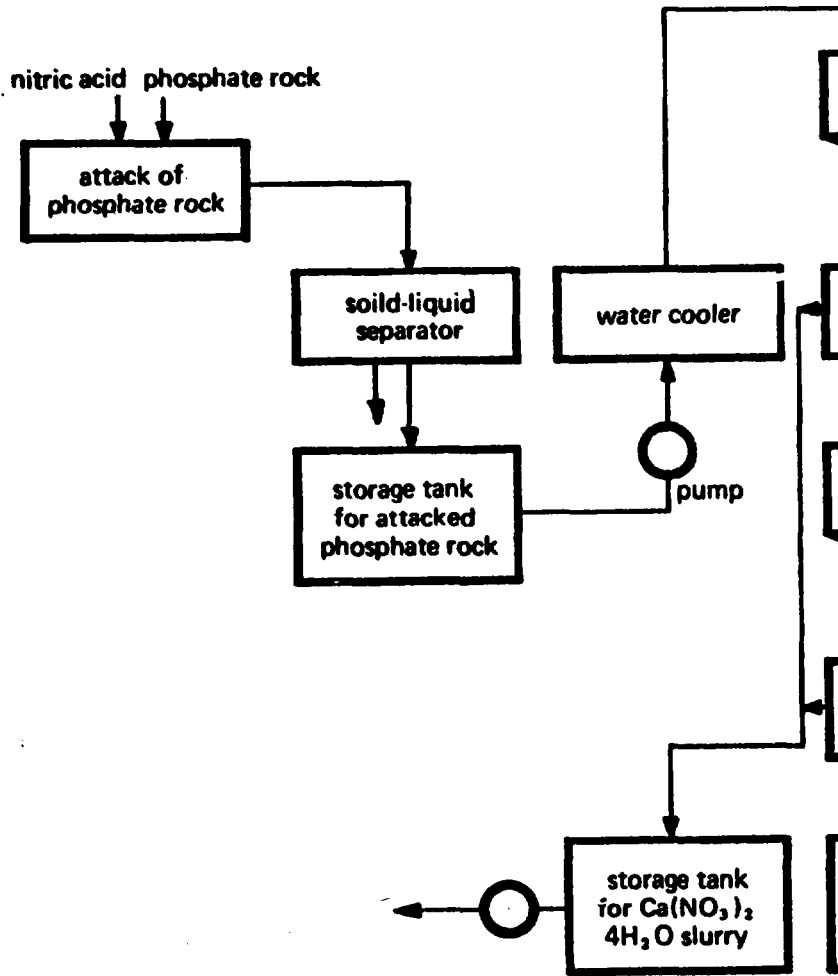 nitric acid phosphate rock
attack of
phosphate rock
soild-liquid
separator
water cooler
storage tank
for attacked
phosphate rock
pump
storage tank
for Ca(NO₃)₂
4H₂O slurry